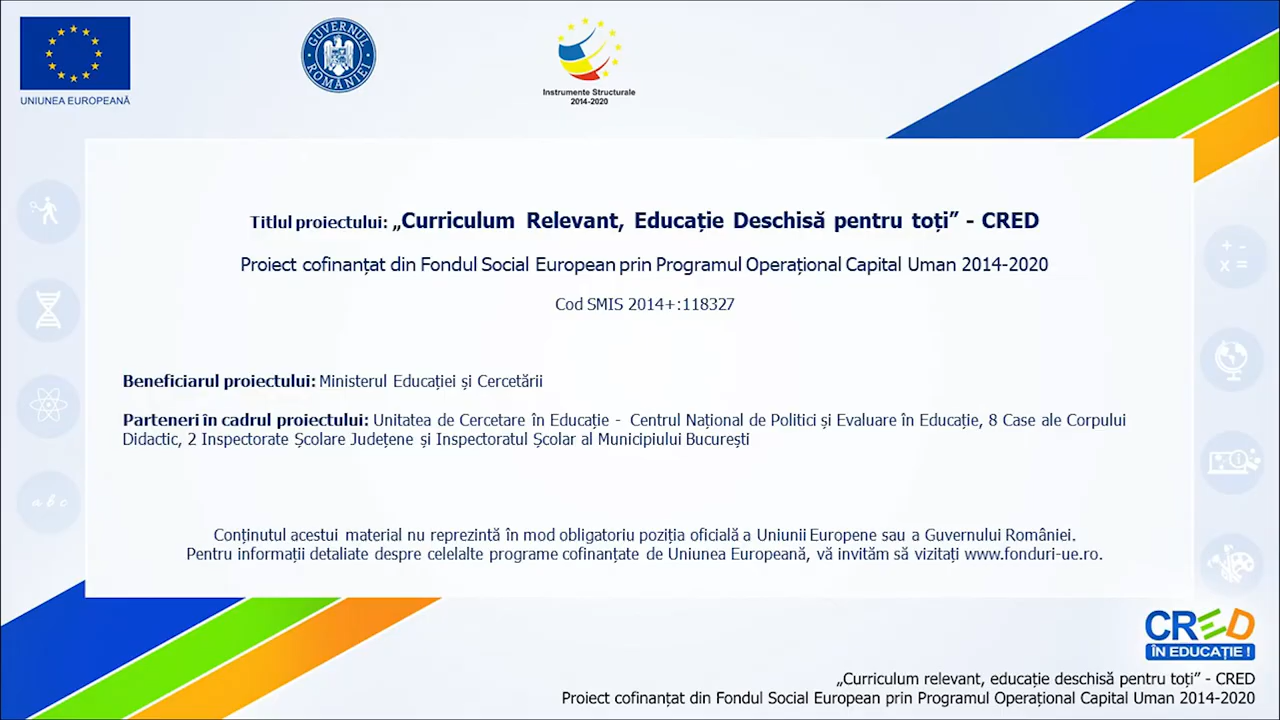 UNIUNEA EUROPEANĂ
GUVERNUL ROMÂNIEI
Instrumente Structurale
2014-2020
Titlul proiectului: „Curriculum Relevant, Educație Deschisă pentru toți” - CRED
Proiect cofinanțat din Fondul Social European prin Programul Operațional Capital Uman 2014-2020
Cod SMIS 2014+:118327
Beneficiarul proiectului: Ministerul Educației și Cercetării
Parteneri în cadrul proiectului: Unitatea de Cercetare în Educație - Centrul Național de Politici și Evaluare în Educație, 8 Case ale Corpului
Didactic, 2 Inspectorate Școlare Județene și Inspectoratul Școlar al Municipiului București
Conținutul acestui material nu reprezintă în mod obligatoriu poziția oficială a Uniunii Europene sau a Guvernului României.
Pentru informații detaliate despre celelalte programe cofinanțate de Uniunea Europeană, vă invităm să vizitați www.fonduri-ue.ro.
a b c
+ -
x =
CRED
ÎN EDUCAȚIE !
„Curriculum relevant, educație deschisă pentru toți” - CRED
Proiect cofinanțat din Fondul Social European prin Programul Operațional Capital Uman 2014-2020